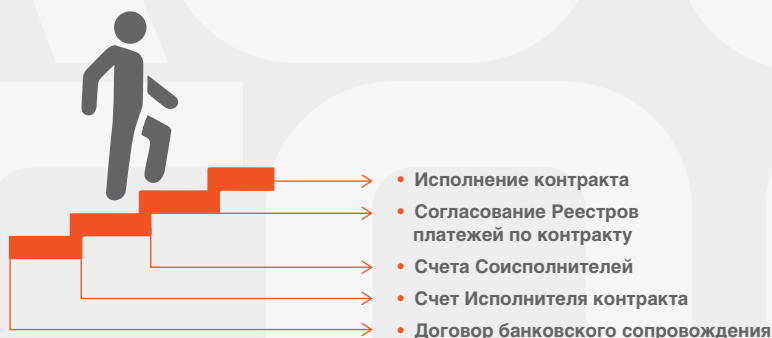 • Исполнение контракта
• Согласование Реестров
платежей по контракту
• Счета Соисполнителей
• Счет Исполнителя контракта
• Договор банковского сопровождения